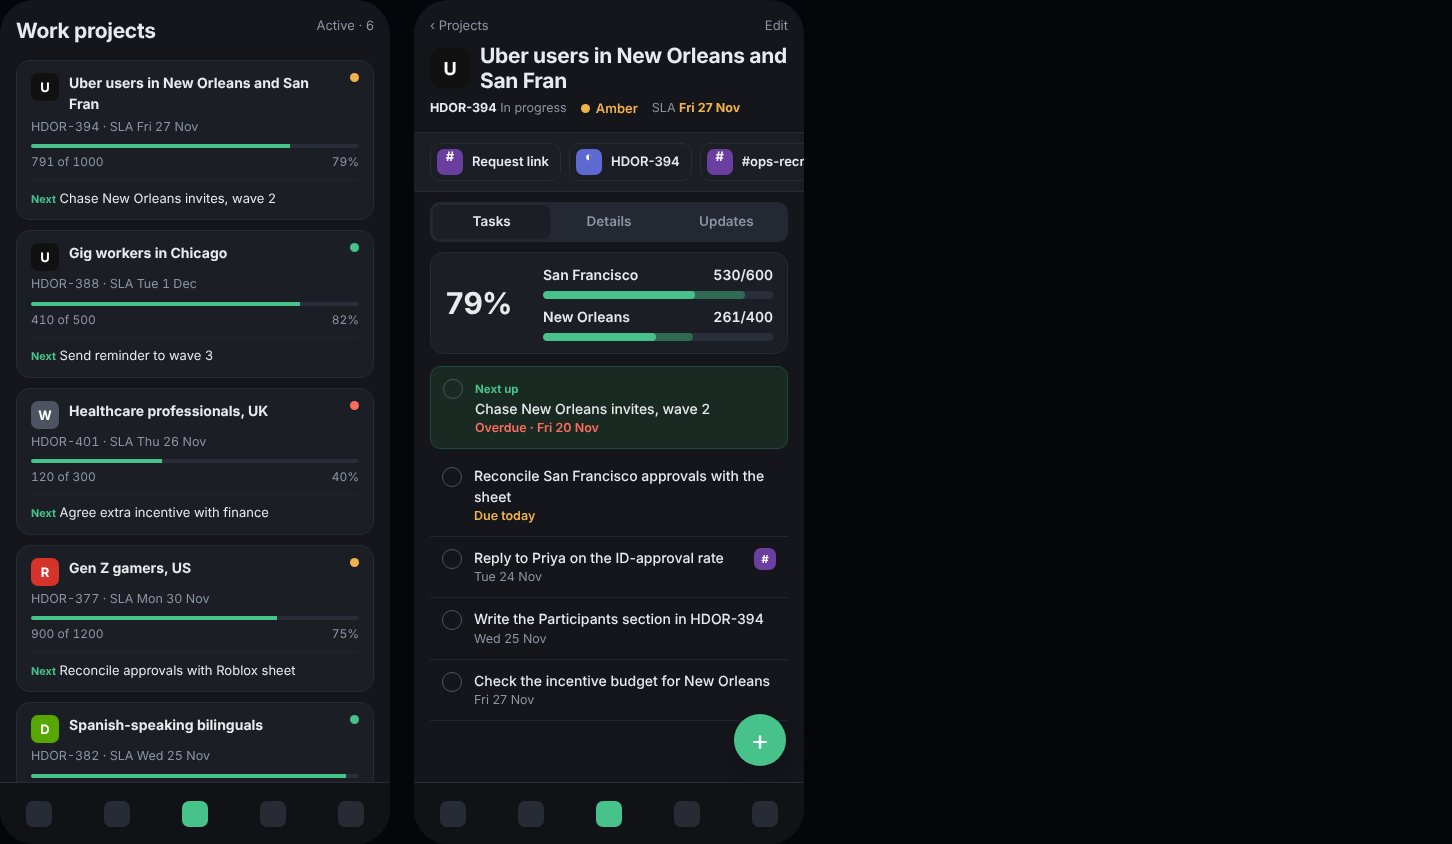 Work projects
Active · 6
U
Uber users in New Orleans and San
Fran
HDOR-394 · SLA Fri 27 Nov
791 of 1000
79%
Next Chase New Orleans invites, wave 2
U
Gig workers in Chicago
HDOR-388 · SLA Tue 1 Dec
410 of 500
82%
Next Send reminder to wave 3
W
Healthcare professionals, UK
HDOR-401 · SLA Thu 26 Nov
120 of 300
40%
Next Agree extra incentive with finance
R
Gen Z gamers, US
HDOR-377 · SLA Mon 30 Nov
900 of 1200
75%
Next Reconcile approvals with Roblox sheet
D
Spanish-speaking bilinguals
HDOR-382 · SLA Wed 25 Nov
‹ Projects
Edit
U
Uber users in New Orleans and
San Fran
HDOR-394 In progress
Amber
SLA Fri 27 Nov
# Request link
HDOR-394
# #ops-recr
Tasks
Details
Updates
79%
San Francisco
530/600
New Orleans
261/400
Next up
Chase New Orleans invites, wave 2
Overdue · Fri 20 Nov
Reconcile San Francisco approvals with the
sheet
Due today
Reply to Priya on the ID-approval rate
#
Tue 24 Nov
Write the Participants section in HDOR-394
Wed 25 Nov
Check the incentive budget for New Orleans
Fri 27 Nov
+